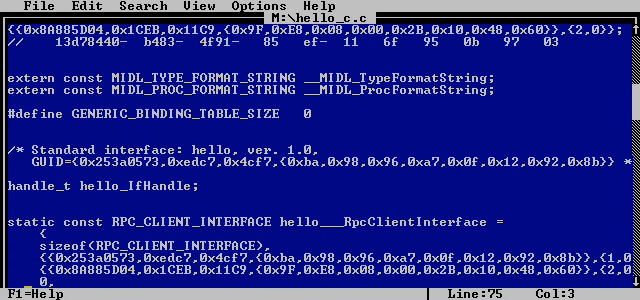 File  Edit  Search  View  Options  Help
M:\hello_c.c
{{0x8A885D04,0x1CEB,0x11C9,{0x9F,0xE8,0x08,0x00,0x2B,0x10,0x48,0x60}},{2,0}};
//    13d78440- b483- 4f91- 85  ef- 11  6f  95  0b  97  03
extern const MIDL_TYPE_FORMAT_STRING __MIDL_TypeFormatString;
extern const MIDL_PROC_FORMAT_STRING __MIDL_ProcFormatString;
#define GENERIC_BINDING_TABLE_SIZE   0
/* Standard interface: hello, ver. 1.0,
GUID={0x253a0573,0xedc7,0x4cf7,{0xba,0x98,0x96,0xa7,0x0f,0x12,0x92,0x8b}} *
handle_t hello_IfHandle;
static const RPC_CLIENT_INTERFACE hello___RpcClientInterface =
{
sizeof(RPC_CLIENT_INTERFACE),
{{0x253a0573,0xedc7,0x4cf7,{0xba,0x98,0x96,0xa7,0x0f,0x12,0x92,0x8b}},{1,0
{{0x8A885D04,0x1CEB,0x11C9,{0x9F,0xE8,0x08,0x00,0x2B,0x10,0x48,0x60}},{2,0
0,
F1=Help  Line:75  Col:3